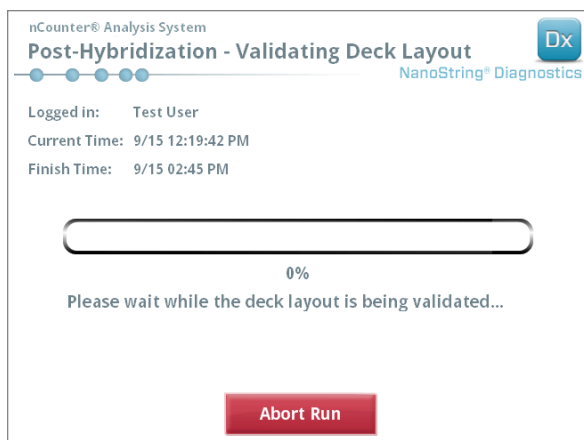 nCounter® Analysis System
Post-Hybridization - Validating Deck Layout
Dx
NanoString® Diagnostics
Logged in: Test User
Current Time: 9/15 12:19:42 PM
Finish Time: 9/15 02:45 PM
0%
Please wait while the deck layout is being validated...
Abort Run